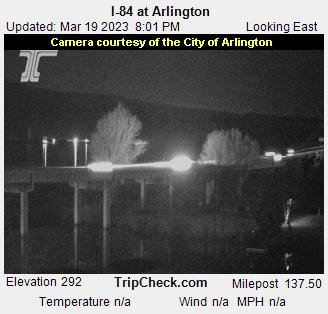 I-84 at Arlington
Updated: Mar 19 2023 8:01 PM Looking East
Camera courtesy of the City of Arlington
Elevation 292 TripCheck.com Milepost 137.50
Temperature n/a Wind n/a MPH n/a